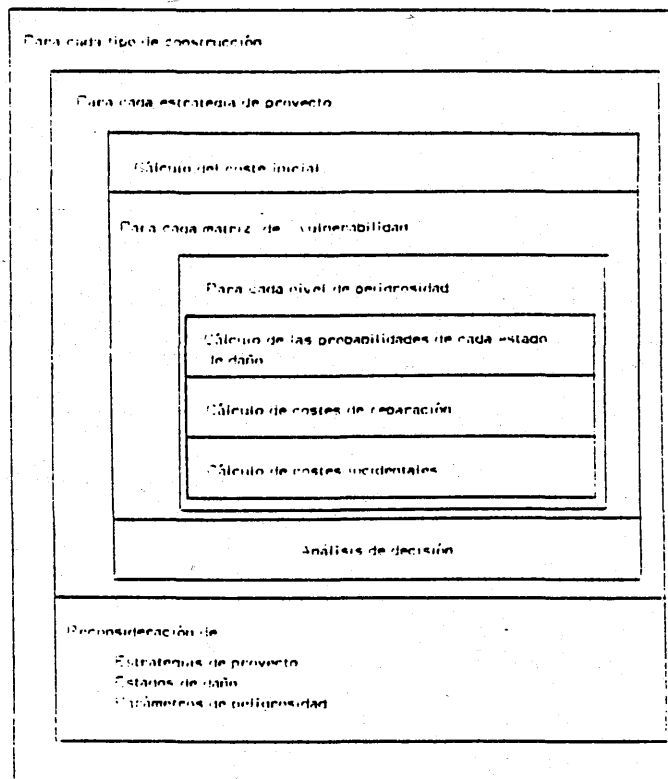 Para cada tipo de construcción
Para cada estrategia de proyecto
Cálculo del coste inicial
Para cada matriz de vulnerabilidad
Para cada nivel de peligrosidad
Cálculo de las probabilidades de cada estado
de daño
Cálculo de costes de reparación
Cálculo de costes incidentales
Análisis de decisión
Reconsideración de
Estrategias de proyecto
Estados de daño
Parámetros de peligrosidad